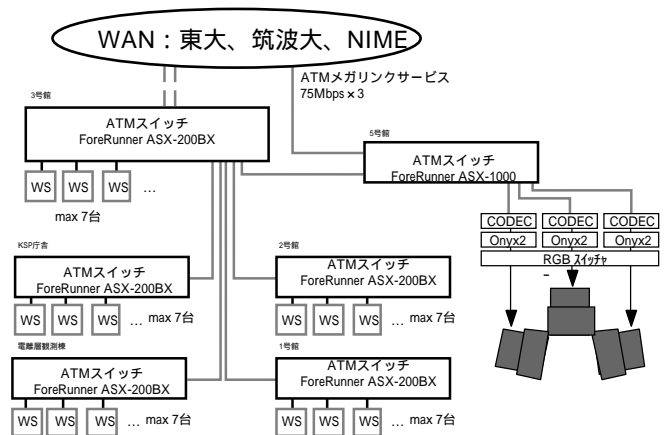 WAN：東大、筑波大、NIME
ATMメガリンクサービス
75Mbps×3
3号館
ATMスイッチ
ForeRunner ASX-200BX
WS WS WS …
max 7台
5号館
ATMスイッチ
ForeRunner ASX-1000
CODEC CODEC CODEC
Onyx2 Onyx2 Onyx2
RGB スイッチャ
KSP庁舎
ATMスイッチ
ForeRunner ASX-200BX
WS WS WS … max 7台
2号館
ATMスイッチ
ForeRunner ASX-200BX
WS WS WS … max 7台
電離層観測棟
ATMスイッチ
ForeRunner ASX-200BX
WS WS WS … max 7台
1号館
ATMスイッチ
ForeRunner ASX-200BX
WS WS WS … max 7台